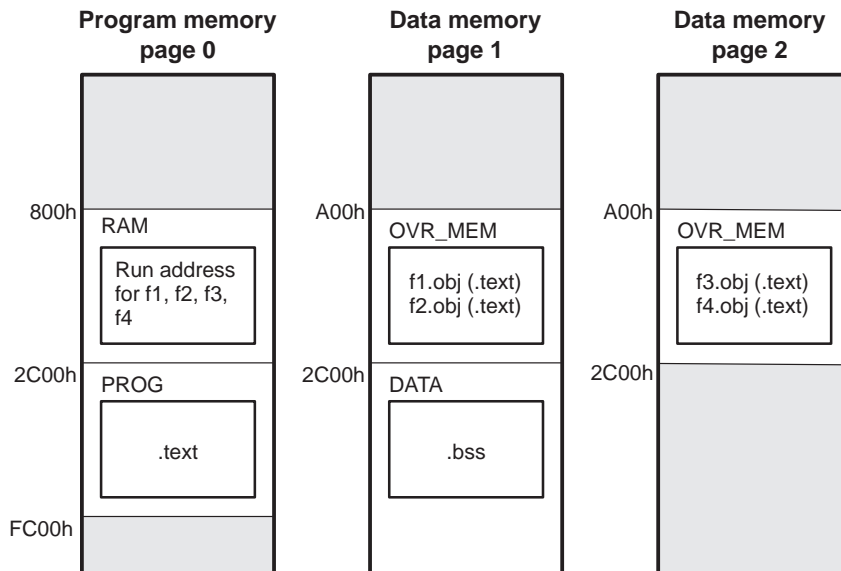 Program memory
page 0
Data memory
page 1
Data memory
page 2
800h
RAM
Run address
for f1, f2, f3,
f4
2C00h
PROG
.text
FC00h
A00h
OVR_MEM
f1.obj (.text)
f2.obj (.text)
2C00h
DATA
.bss
A00h
OVR_MEM
f3.obj (.text)
f4.obj (.text)
2C00h